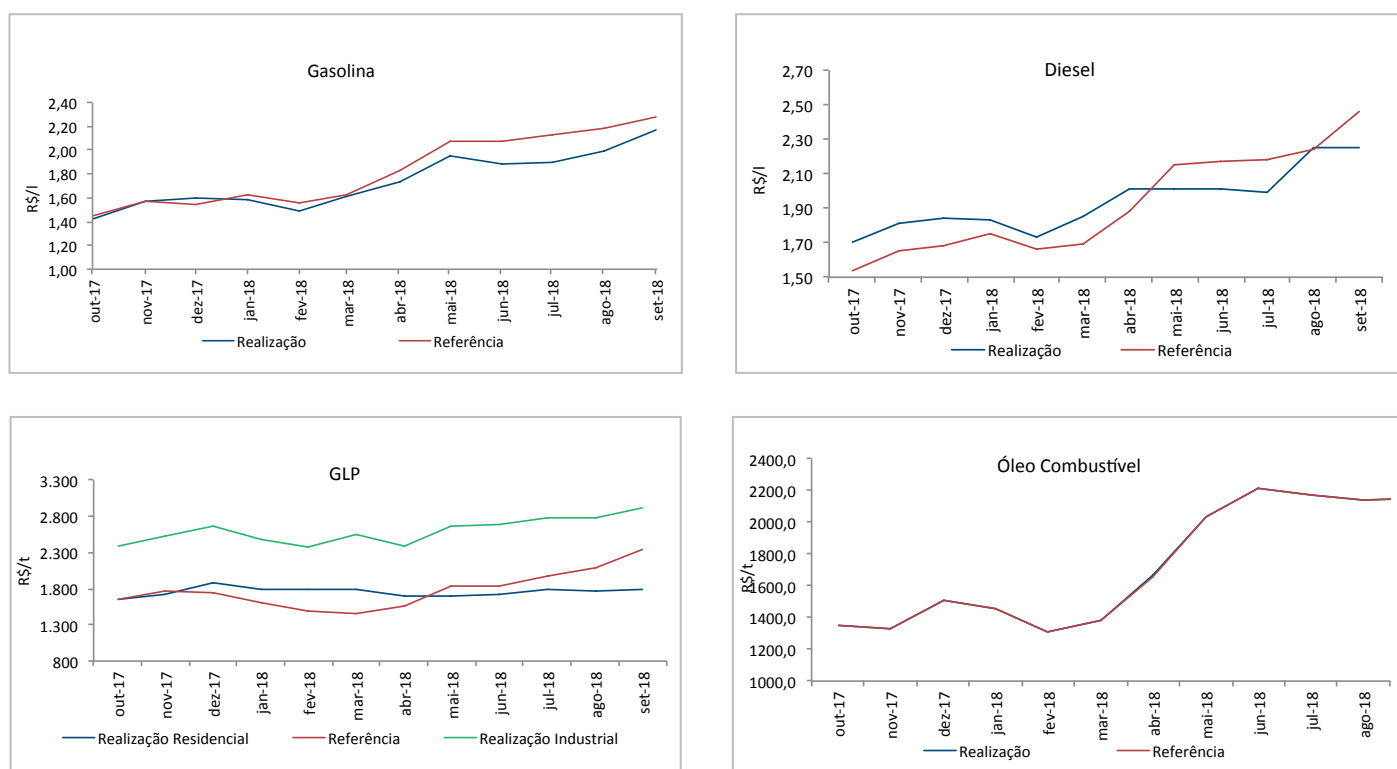 Gasolina
R$/l
2,40
2,20
2,00
1,80
1,60
1,40
1,20
1,00
out-17
nov-17
dez-17
jan-18
fev-18
mar-18
abr-18
mai-18
jun-18
jul-18
ago-18
set-18
Realização Referência
Diesel
R$/l
2,70
2,50
2,30
2,10
1,90
1,70
1,50
out-17
nov-17
dez-17
jan-18
fev-18
mar-18
abr-18
mai-18
jun-18
jul-18
ago-18
set-18
Realização Referência
GLP
R$/t
3.300
2.800
2.300
1.800
1.300
800
out-17
nov-17
dez-17
jan-18
fev-18
mar-18
abr-18
mai-18
jun-18
jul-18
ago-18
set-18
Realização Residencial Referência Realização Industrial
Óleo Combustível
R$/t
2400,0
2200,0
2000,0
1800,0
1600,0
1400,0
1200,0
1000,0
out-17
nov-17
dez-17
jan-18
fev-18
mar-18
abr-18
mai-18
jun-18
jul-18
ago-18
Realização Referência